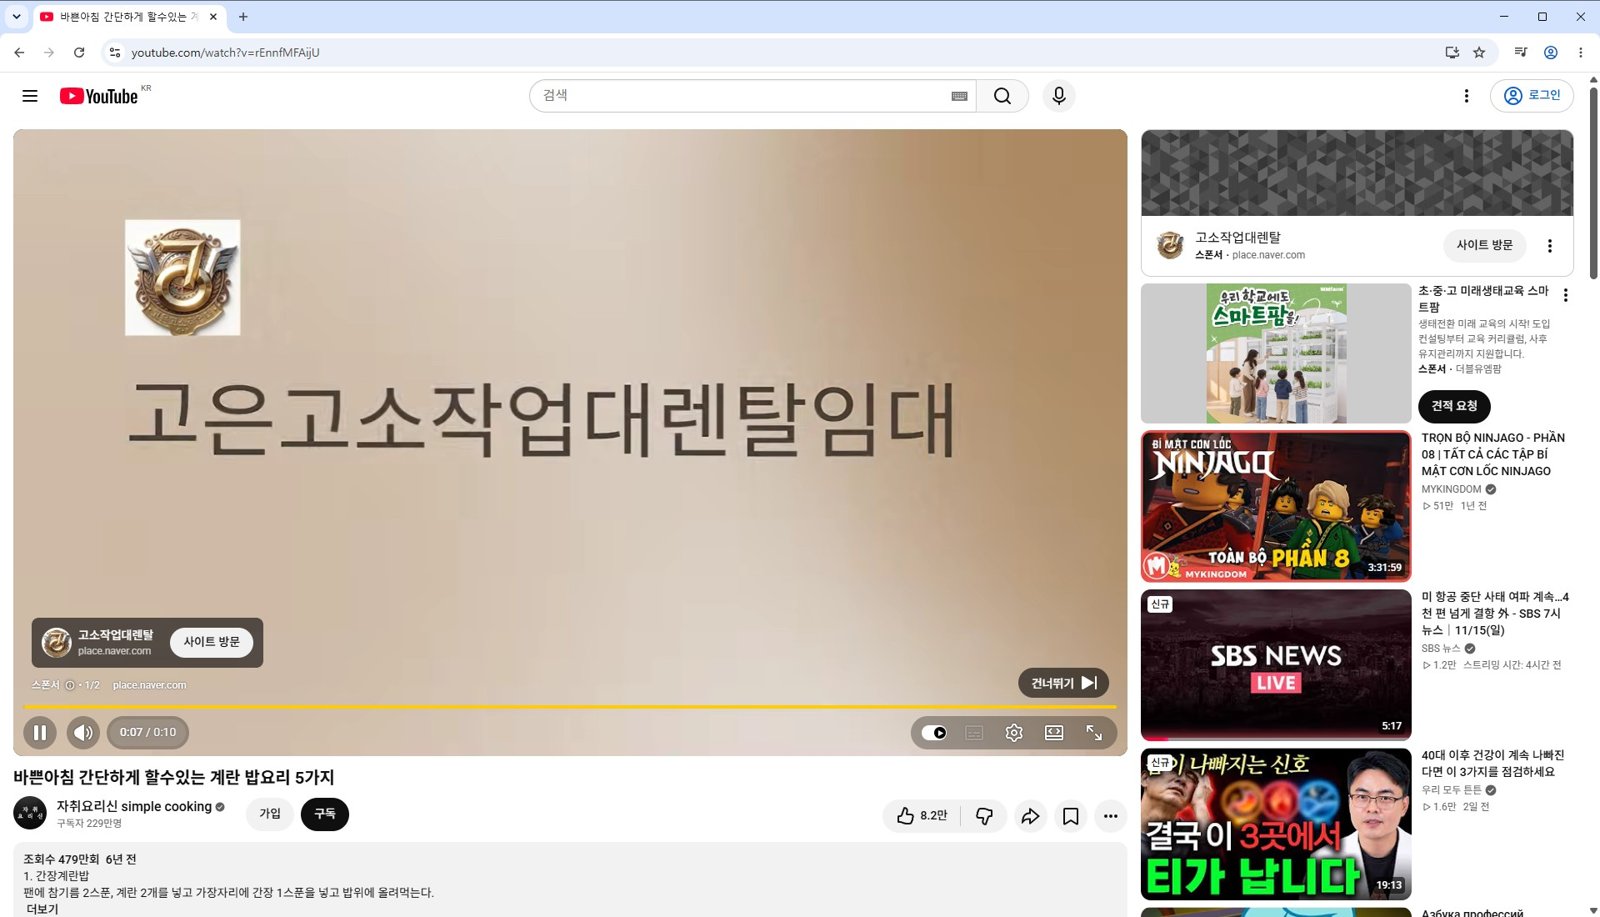 바쁜아침 간단하게 할수있는 계
youtube.com/watch?v=rEnnfMFAijU
YouTube KR
검색
로그인
고은고소작업대렌탈임대
고소작업대렌탈
place.naver.com
사이트 방문
스폰서 · 1/2 place.naver.com
건너뛰기
0:07 / 0:10
바쁜아침 간단하게 할수있는 계란 밥요리 5가지
자취
요리신
자취요리신 simple cooking
구독자 229만명
가입
구독
8.2만
조회수 479만회 6년 전
1. 간장계란밥
팬에 참기름 2스푼, 계란 2개를 넣고 가장자리에 간장 1스푼을 넣고 밥위에 올려먹는다.
더보기
고소작업대렌탈
스폰서 · place.naver.com
사이트 방문
우리 학교에도
스마트팜을!
초·중·고 미래생태교육 스마
트팜
생태전환 미래 교육의 시작! 도입
컨설팅부터 교육 커리큘럼, 사후
유지관리까지 지원합니다.
스폰서 · 더블유엠팜
견적 요청
BÍ MẬT CƠN LỐC
NINJAGO
TOÀN BỘ PHẦN 8
MYKINGDOM
3:31:59
TRỌN BỘ NINJAGO - PHẦN
08 | TẤT CẢ CÁC TẬP BÍ
MẬT CƠN LỐC NINJAGO
MYKINGDOM
51만 1년 전
신규
SBS NEWS
LIVE
5:17
미 항공 중단 사태 여파 계속...4
천 편 넘게 결항 外 - SBS 7시
뉴스 | 11/15(일)
SBS 뉴스
1.2만 스트리밍 시간: 4시간 전
신규
이 나빠지는 신호
결국 이 3곳에서
티가 납니다
19:13
40대 이후 건강이 계속 나빠진
다면 이 3가지를 점검하세요
우리 모두 튼튼
1.6만 2일 전
Азбука профессий